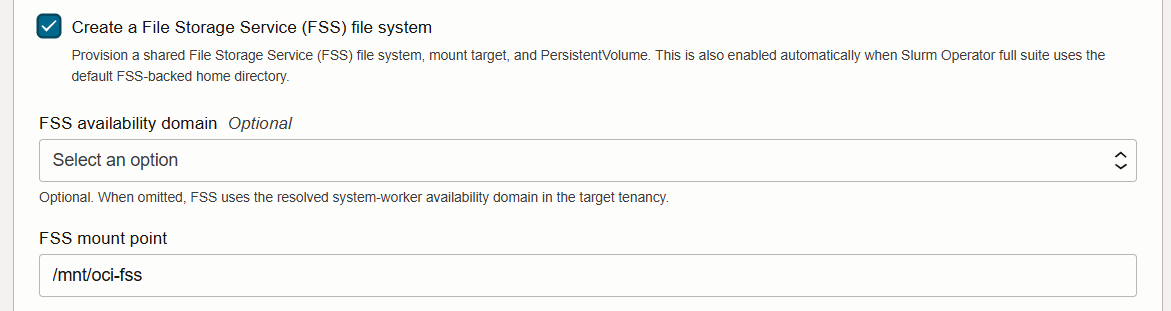 Create a File Storage Service (FSS) file system
Provision a shared File Storage Service (FSS) file system, mount target, and PersistentVolume. This is also enabled automatically when Slurm Operator full suite uses the
default FSS-backed home directory.
FSS availability domain Optional
Select an option
Optional. When omitted, FSS uses the resolved system-worker availability domain in the target tenancy.
FSS mount point
/mnt/oci-fss